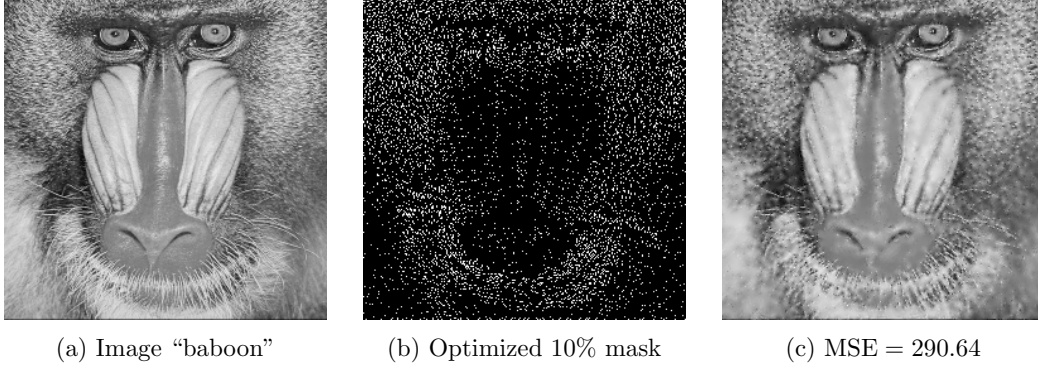 (a) Image “baboon”
(b) Optimized 10% mask
(c) MSE = 290.64